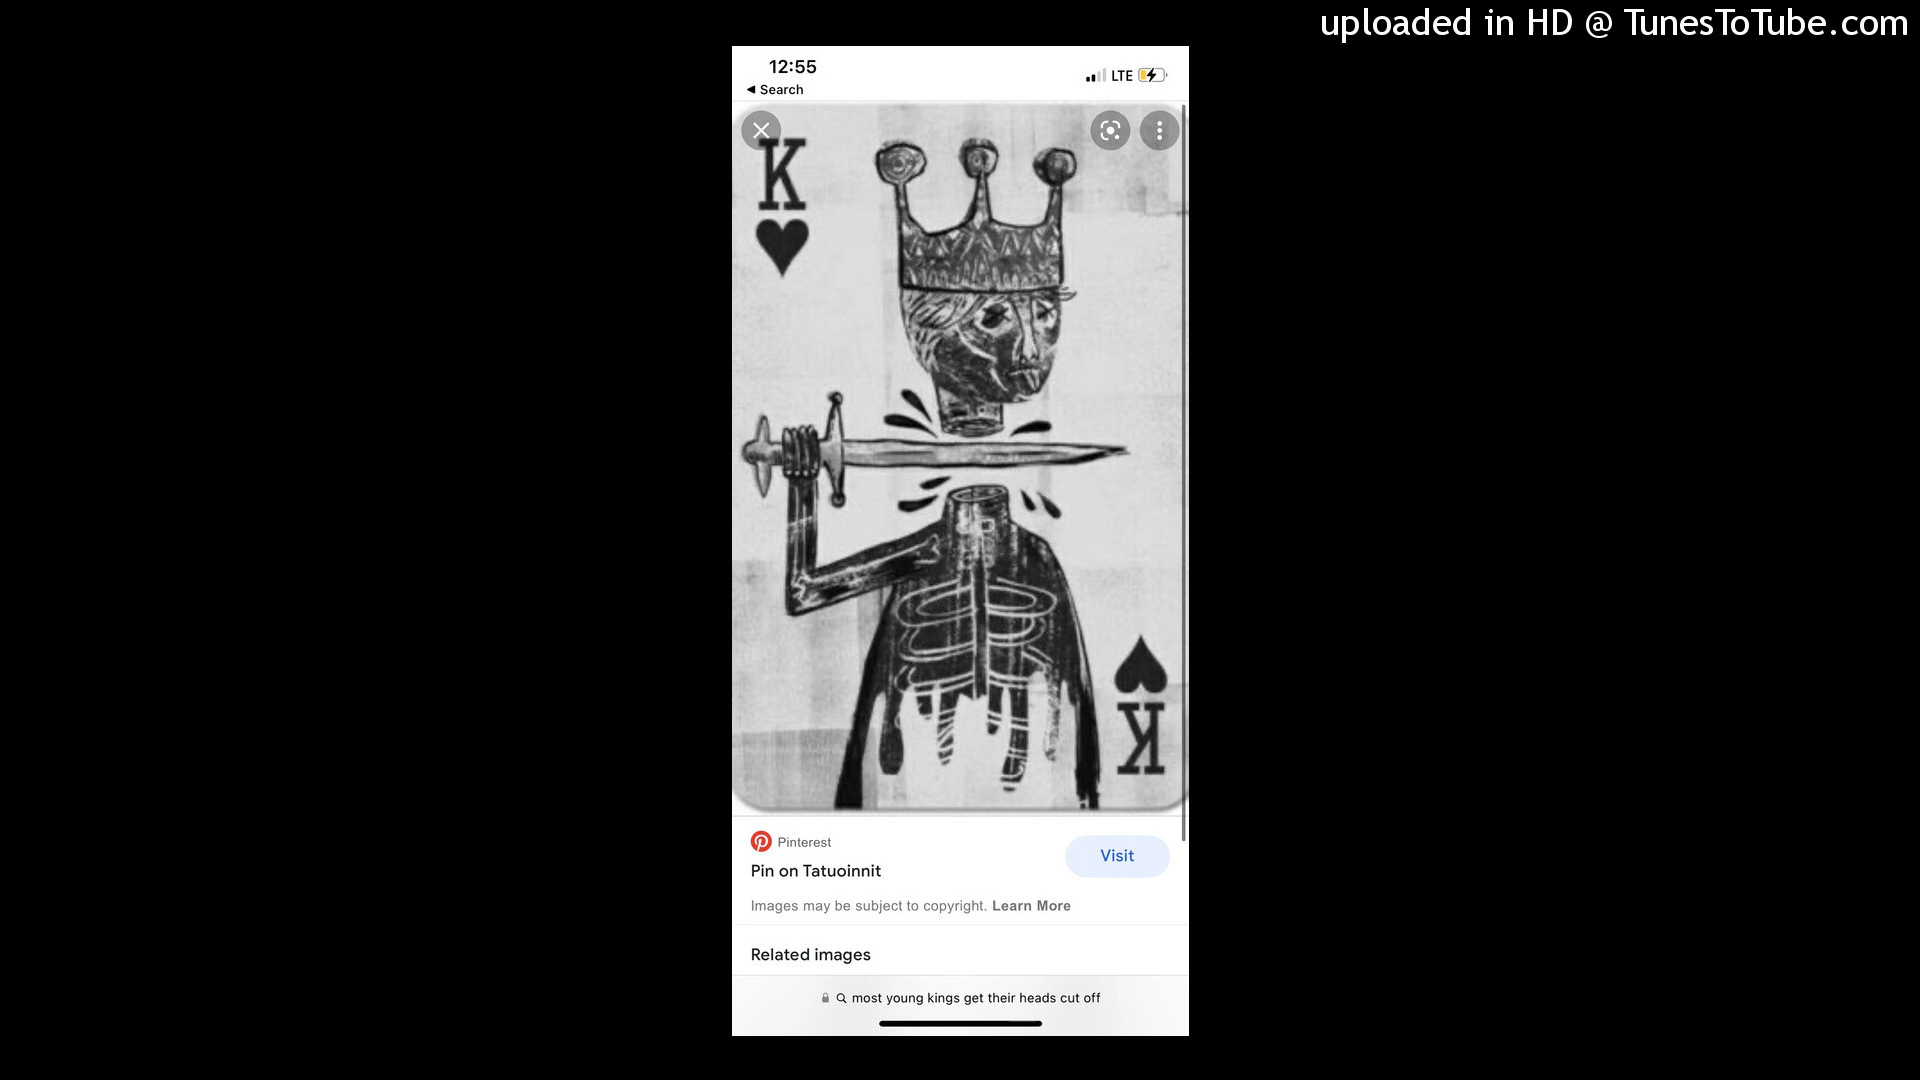 uploaded in HD @ TunesToTube.com
12:55
LTE
◄ Search
K
K
Pinterest
Pin on Tatuoinnit
Visit
Images may be subject to copyright. Learn More
Related images
most young kings get their heads cut off